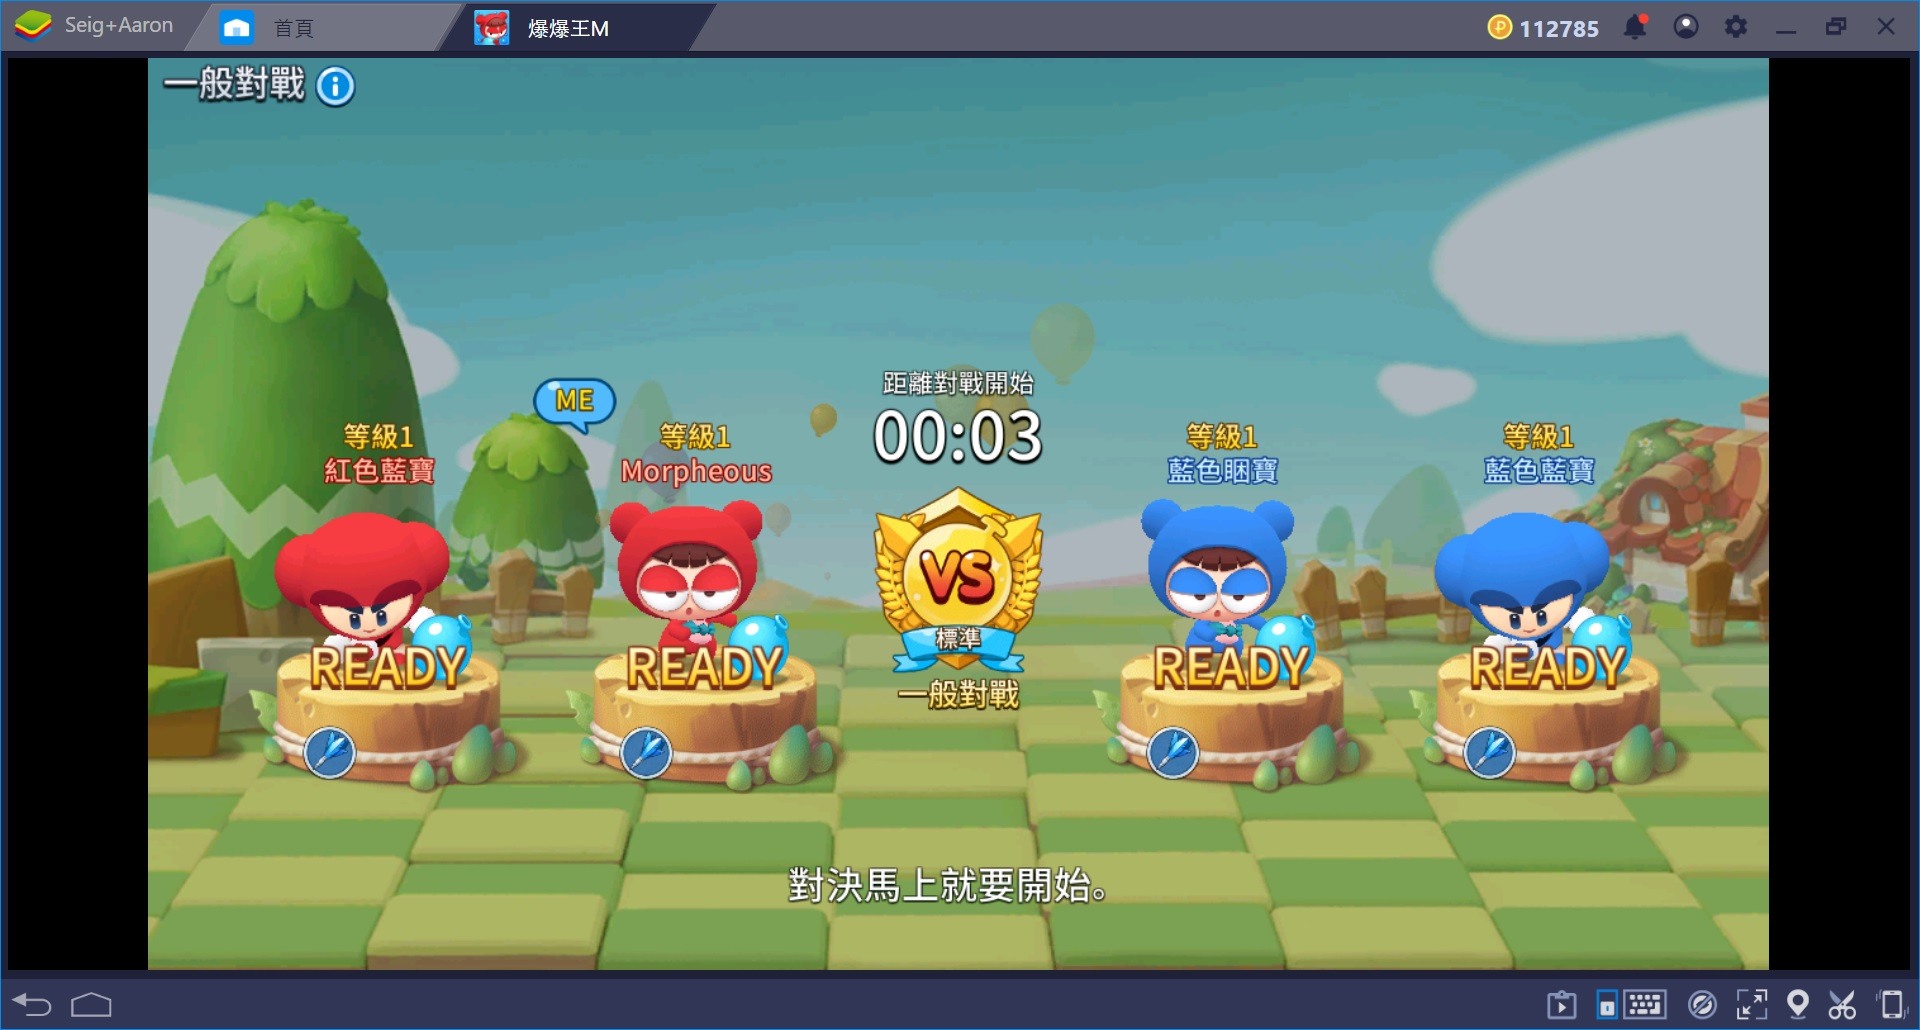 Seig+Aaron
首頁
爆爆王M
112785
一般對戰
ME
距離對戰開始
00:03
等級1
紅色藍寶
等級1
Morpheous
等級1
藍色睏寶
等級1
藍色藍寶
VS
標準
一般對戰
READY
READY
READY
READY
對決馬上就要開始。